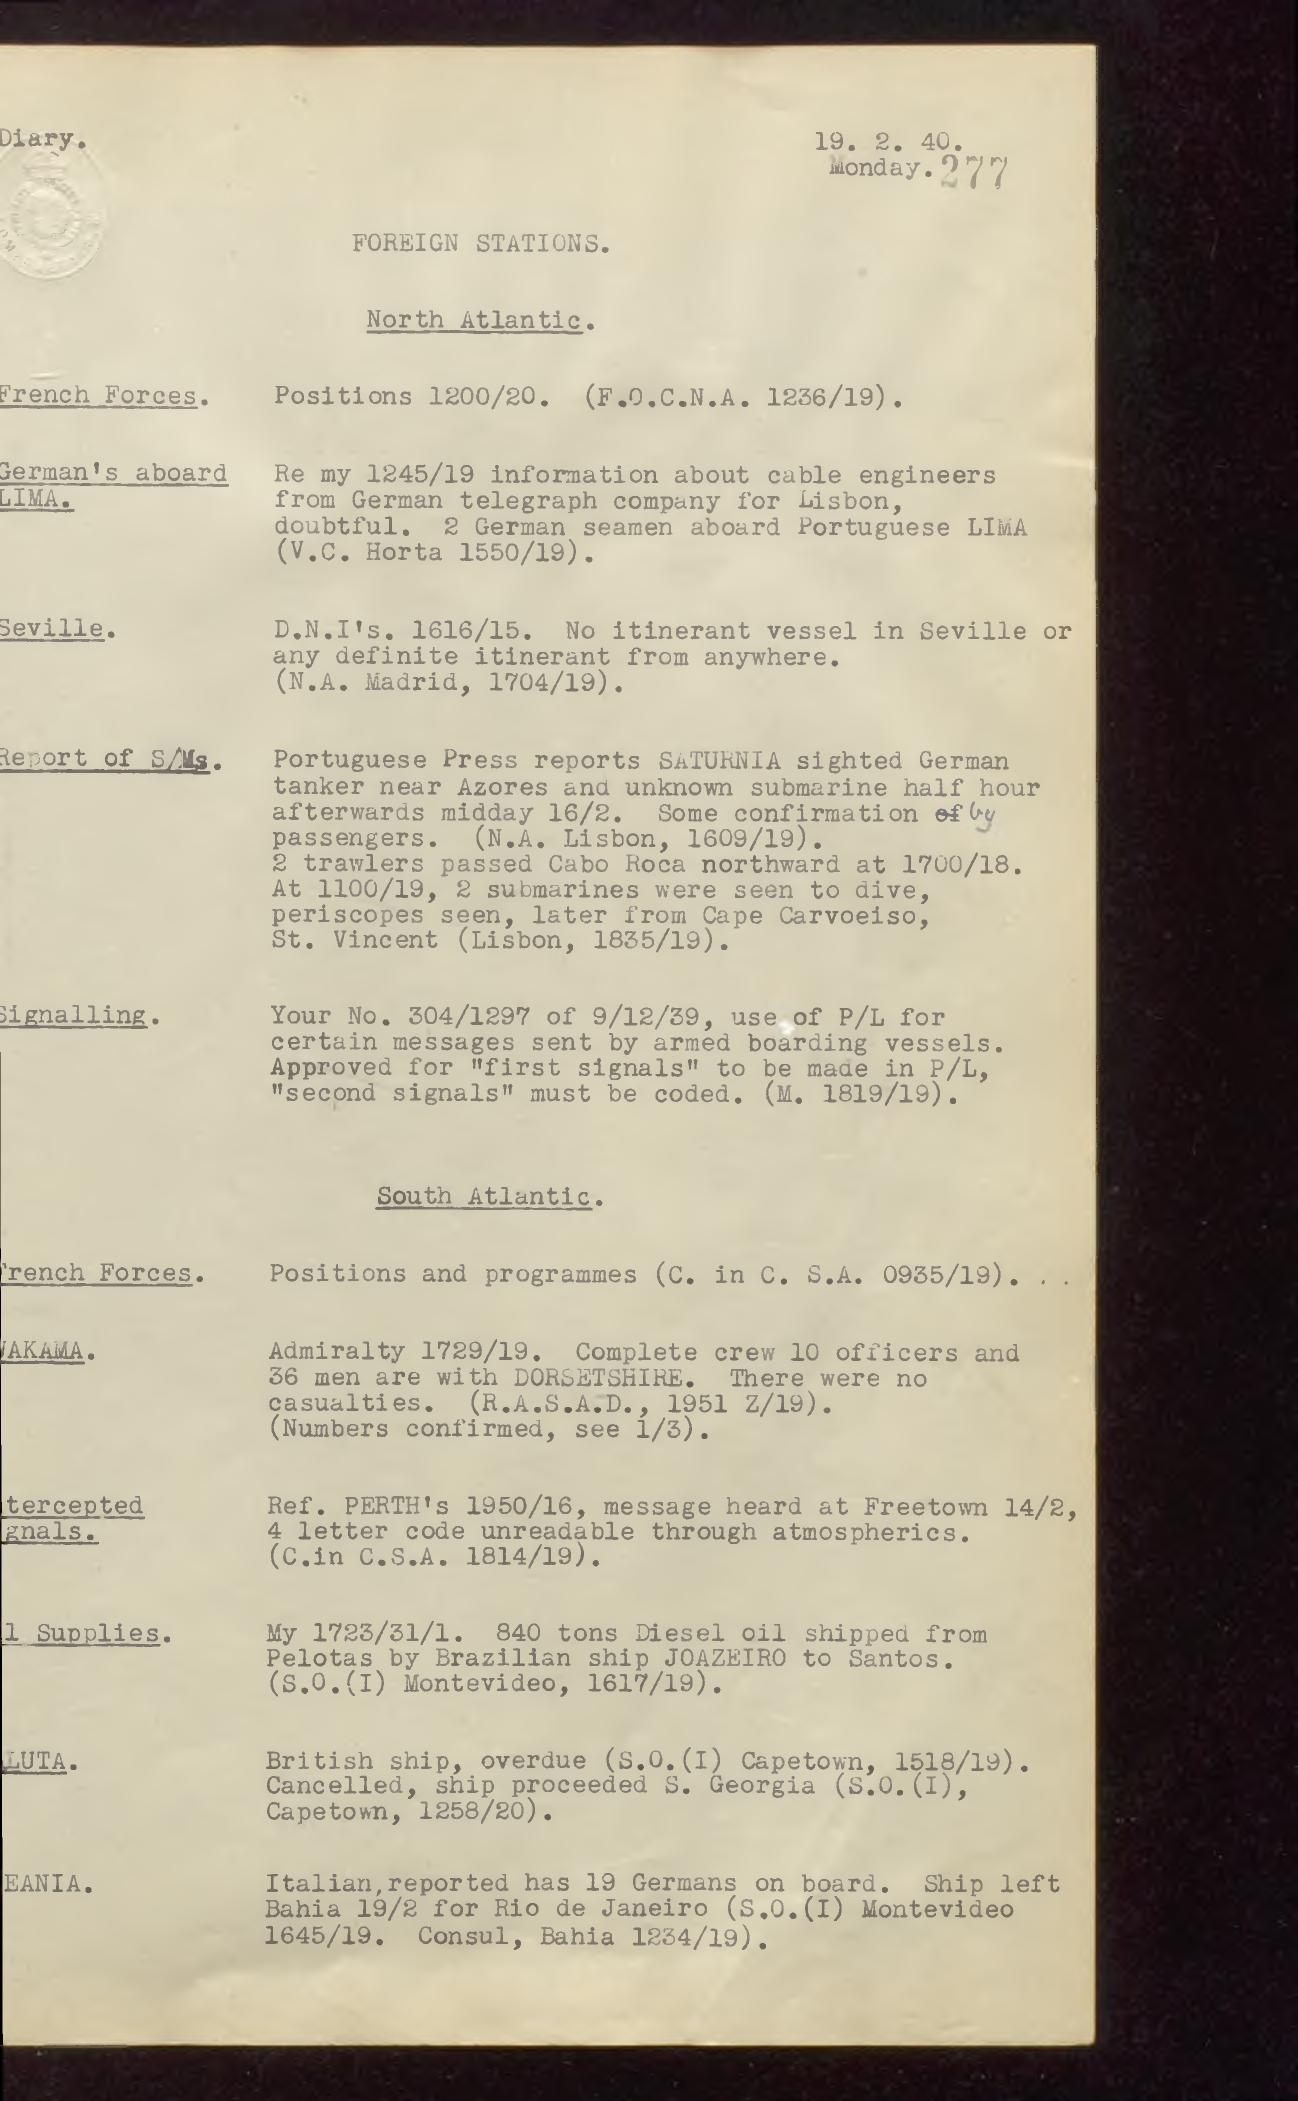 Diary.
19. 2. 40.
Monday. 277
FOREIGN STATIONS.
North Atlantic.
French Forces. Positions 1200/20. (F.O.C.N.A. 1236/19).
German's aboard Re my 1245/19 information about cable engineers
LIMA. from German telegraph company for Lisbon,
doubtful. 2 German seamen aboard Portuguese LIMA
(V.C. Horta 1550/19).
Seville. D.N.I's. 1616/15. No itinerant vessel in Seville or
any definite itinerant from anywhere.
(N.A. Madrid, 1704/19).
Report of S/Ms. Portuguese Press reports SATURNIA sighted German
tanker near Azores and unknown submarine half hour
afterwards midday 16/2. Some confirmation of by
passengers. (N.A. Lisbon, 1609/19).
2 trawlers passed Cabo Roca northward at 1700/18.
At 1100/19, 2 submarines were seen to dive,
periscopes seen, later from Cape Carvoeiso,
St. Vincent (Lisbon, 1835/19).
Signalling. Your No. 304/1297 of 9/12/39, use of P/L for
certain messages sent by armed boarding vessels.
Approved for "first signals" to be made in P/L,
"second signals" must be coded. (M. 1819/19).
South Atlantic.
rench Forces. Positions and programmes (C. in C. S.A. 0935/19). . .
AKAMA. Admiralty 1729/19. Complete crew 10 officers and
36 men are with DORSETSHIRE. There were no
casualties. (R.A.S.A.D., 1951 Z/19).
(Numbers confirmed, see 1/3).
tercepted Ref. PERTH's 1950/16, message heard at Freetown 14/2,
gnals. 4 letter code unreadable through atmospherics.
(C.in C.S.A. 1814/19).
l Supplies. My 1723/31/1. 840 tons Diesel oil shipped from
Pelotas by Brazilian ship JOAZEIRO to Santos.
(S.O.(I) Montevideo, 1617/19).
LUTA. British ship, overdue (S.O.(I) Capetown, 1518/19).
Cancelled, ship proceeded S. Georgia (S.O.(I),
Capetown, 1258/20).
EANIA. Italian,reported has 19 Germans on board. Ship left
Bahia 19/2 for Rio de Janeiro (S.O.(I) Montevideo
1645/19. Consul, Bahia 1234/19).